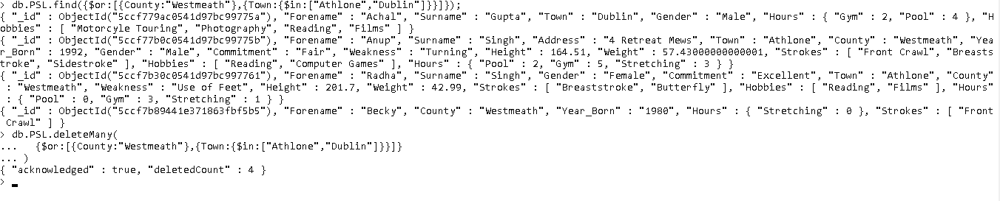 > db.PSL.find({$or:[{County:"Westmeath"},{Town:{$in:["Athlone","Dublin"]}}]});
{ "_id" : ObjectId("5ccf779ac0541d97bc99775a"), "Forename" : "Achal", "Surname" : "Gupta", "Town" : "Dublin", "Gender" : "Male", "Hours" : { "Gym" : 2, "Pool" : 4 }, "H
obbies" : [ "Motorcyle Touring", "Photography", "Reading", "Films" ] }
{ "_id" : ObjectId("5ccf77b0c0541d97bc99775b"), "Forename" : "Anup", "Surname" : "Singh", "Address" : "4 Retreat Mews", "Town" : "Athlone", "County" : "Westmeath", "Yea
r_Born" : 1992, "Gender" : "Male", "Commitment" : "Fair", "Weakness" : "Turning", "Height" : 164.51, "Weight" : 57.43000000000001, "Strokes" : [ "Front Crawl", "Breasts
stroke", "Sidestroke" ], "Hobbies" : [ "Reading", "Computer Games" ], "Hours" : { "Pool" : 2, "Gym" : 5, "Stretching" : 3 } }
{ "_id" : ObjectId("5ccf7b30c0541d97bc997761"), "Forename" : "Radha", "Surname" : "Singh", "Gender" : "Female", "Commitment" : "Excellent", "Town" : "Athlone", "County"
 : "Westmeath", "Weakness" : "Use of Feet", "Height" : 201.7, "Weight" : 42.99, "Strokes" : [ "Breaststroke", "Butterfly" ], "Hobbies" : [ "Reading", "Films" ], "Hours"
 : { "Pool" : 0, "Gym" : 3, "Stretching" : 1 } }
{ "_id" : ObjectId("5ccf7b89441e371863fbf5b5"), "Forename" : "Becky", "County" : "Westmeath", "Year_Born" : "1980", "Hours" : { "Stretching" : 0 }, "Strokes" : [ "Front
 Crawl" ] }
> db.PSL.deleteMany(
...   {$or:[{County:"Westmeath"},{Town:{$in:["Athlone","Dublin"]}}]}
... )
{ "acknowledged" : true, "deletedCount" : 4 }
>